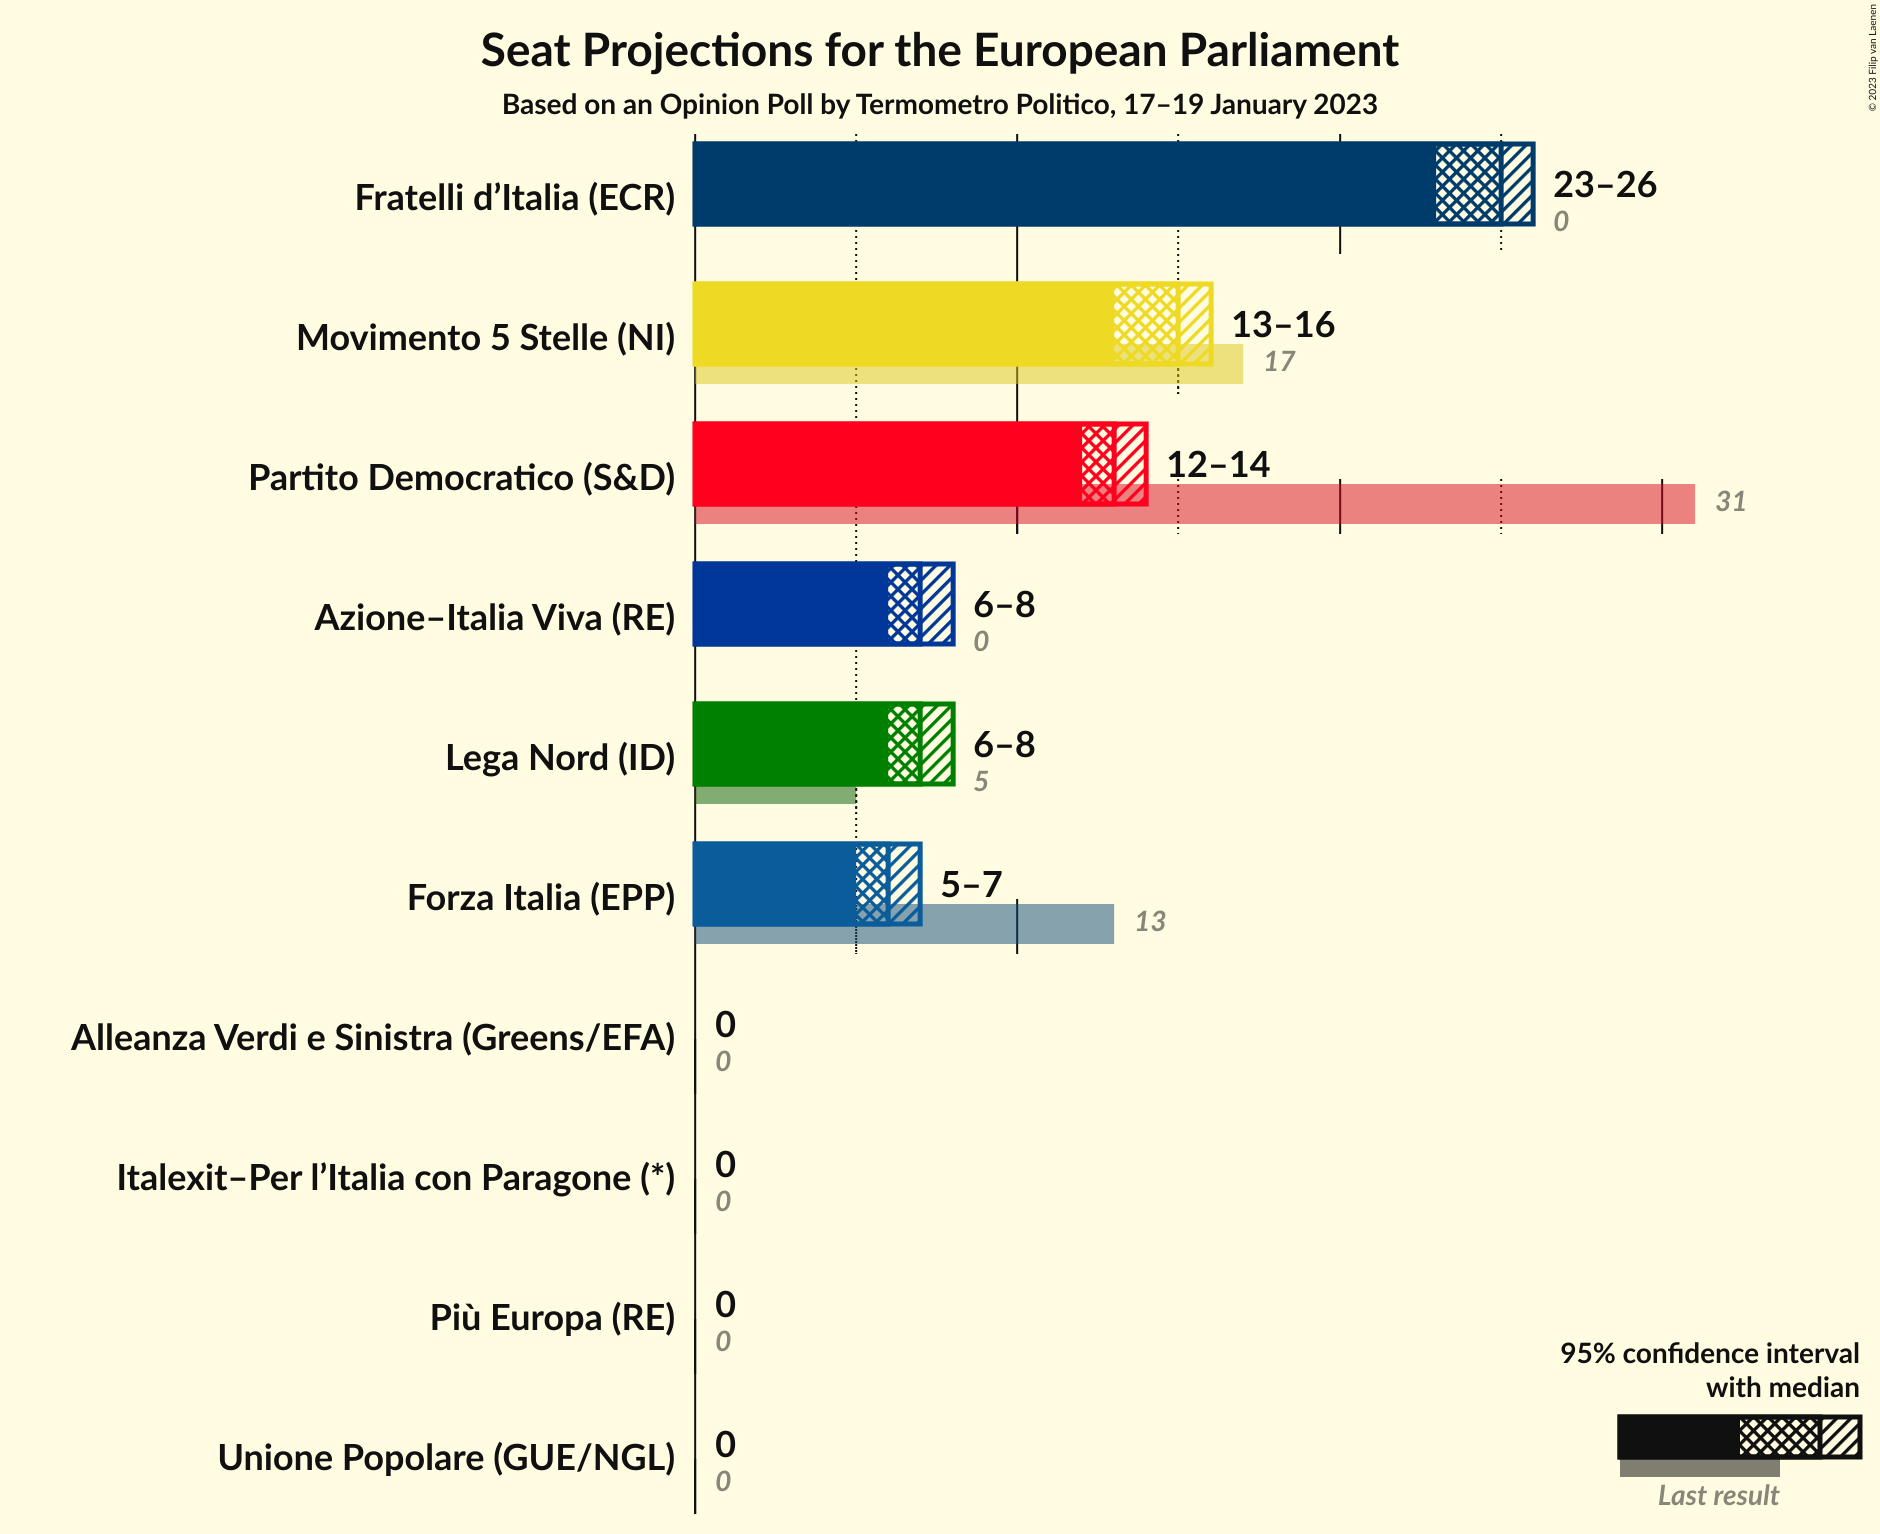 Seat Projections for the European Parliament
Based on an Opinion Poll by Termometro Politico, 17–19 January 2023
© 2023 Filip van Laenen
Fratelli d’Italia (ECR)
23–26
0
Movimento 5 Stelle (NI)
13–16
17
Partito Democratico (S&D)
12–14
31
Azione–Italia Viva (RE)
6–8
0
Lega Nord (ID)
6–8
5
Forza Italia (EPP)
5–7
13
Alleanza Verdi e Sinistra (Greens/EFA)
0
0
Italexit–Per l’Italia con Paragone (*)
0
0
Più Europa (RE)
0
0
Unione Popolare (GUE/NGL)
0
0
95% confidence interval
with median
Last result